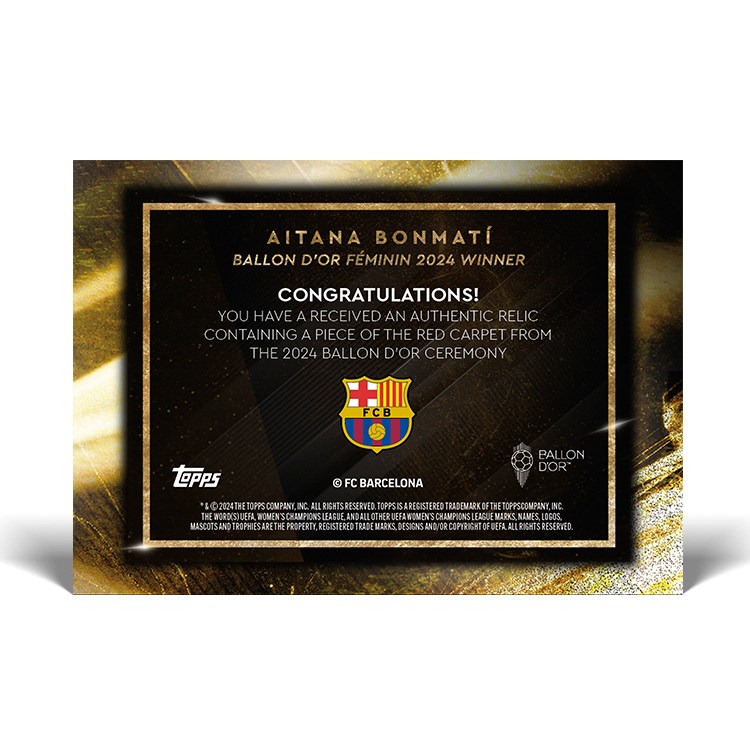 AITANA BONMATÍ
BALLON D'OR FÉMININ 2024 WINNER
CONGRATULATIONS!
YOU HAVE A RECEIVED AN AUTHENTIC RELIC
CONTAINING A PIECE OF THE RED CARPET FROM
THE 2024 BALLON D'OR CEREMONY
FCB
Topps
© FC BARCELONA
BALLON
D'OR™
* & © 2024 THE TOPPS COMPANY, INC. ALL RIGHTS RESERVED. TOPPS IS A REGISTERED TRADEMARK OF THE TOPPSCOMPANY, INC.
THE WORD(S) UEFA, WOMEN'S CHAMPIONS LEAGUE, AND ALL OTHER UEFA WOMEN'S CHAMPIONS LEAGUE MARKS, NAMES, LOGOS,
MASCOTS AND TROPHIES ARE THE PROPERTY, REGISTERED TRADE MARKS, DESIGNS AND/OR COPYRIGHT OF UEFA. ALL RIGHTS RESERVED.